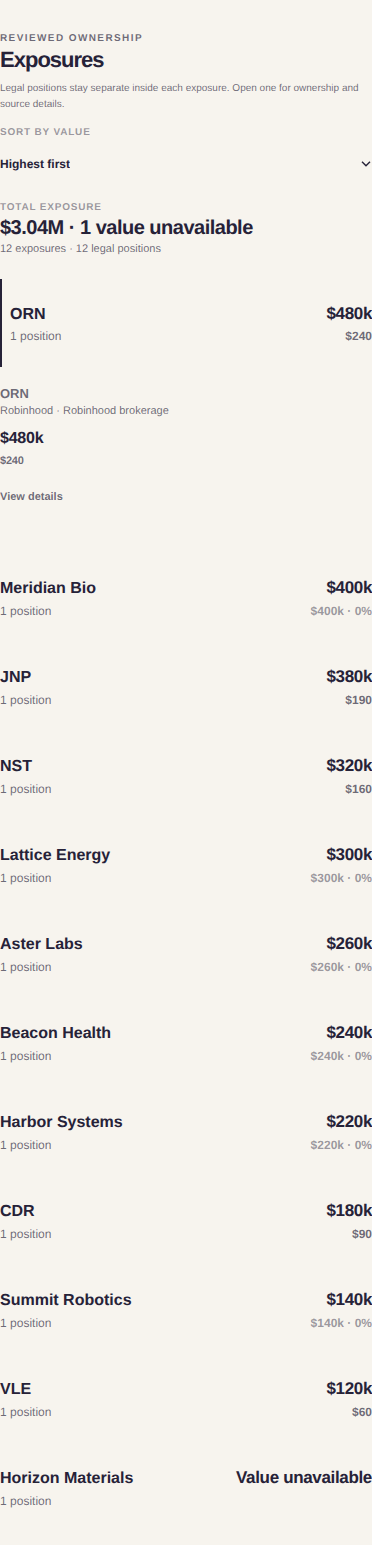 REVIEWED OWNERSHIP
Exposures
Legal positions stay separate inside each exposure. Open one for ownership and
source details.
SORT BY VALUE
Highest first
TOTAL EXPOSURE
$3.04M · 1 value unavailable
12 exposures · 12 legal positions
ORN $480k
1 position $240
ORN
Robinhood · Robinhood brokerage
$480k
$240
View details
Meridian Bio $400k
1 position $400k · 0%
JNP $380k
1 position $190
NST $320k
1 position $160
Lattice Energy $300k
1 position $300k · 0%
Aster Labs $260k
1 position $260k · 0%
Beacon Health $240k
1 position $240k · 0%
Harbor Systems $220k
1 position $220k · 0%
CDR $180k
1 position $90
Summit Robotics $140k
1 position $140k · 0%
VLE $120k
1 position $60
Horizon Materials Value unavailable
1 position